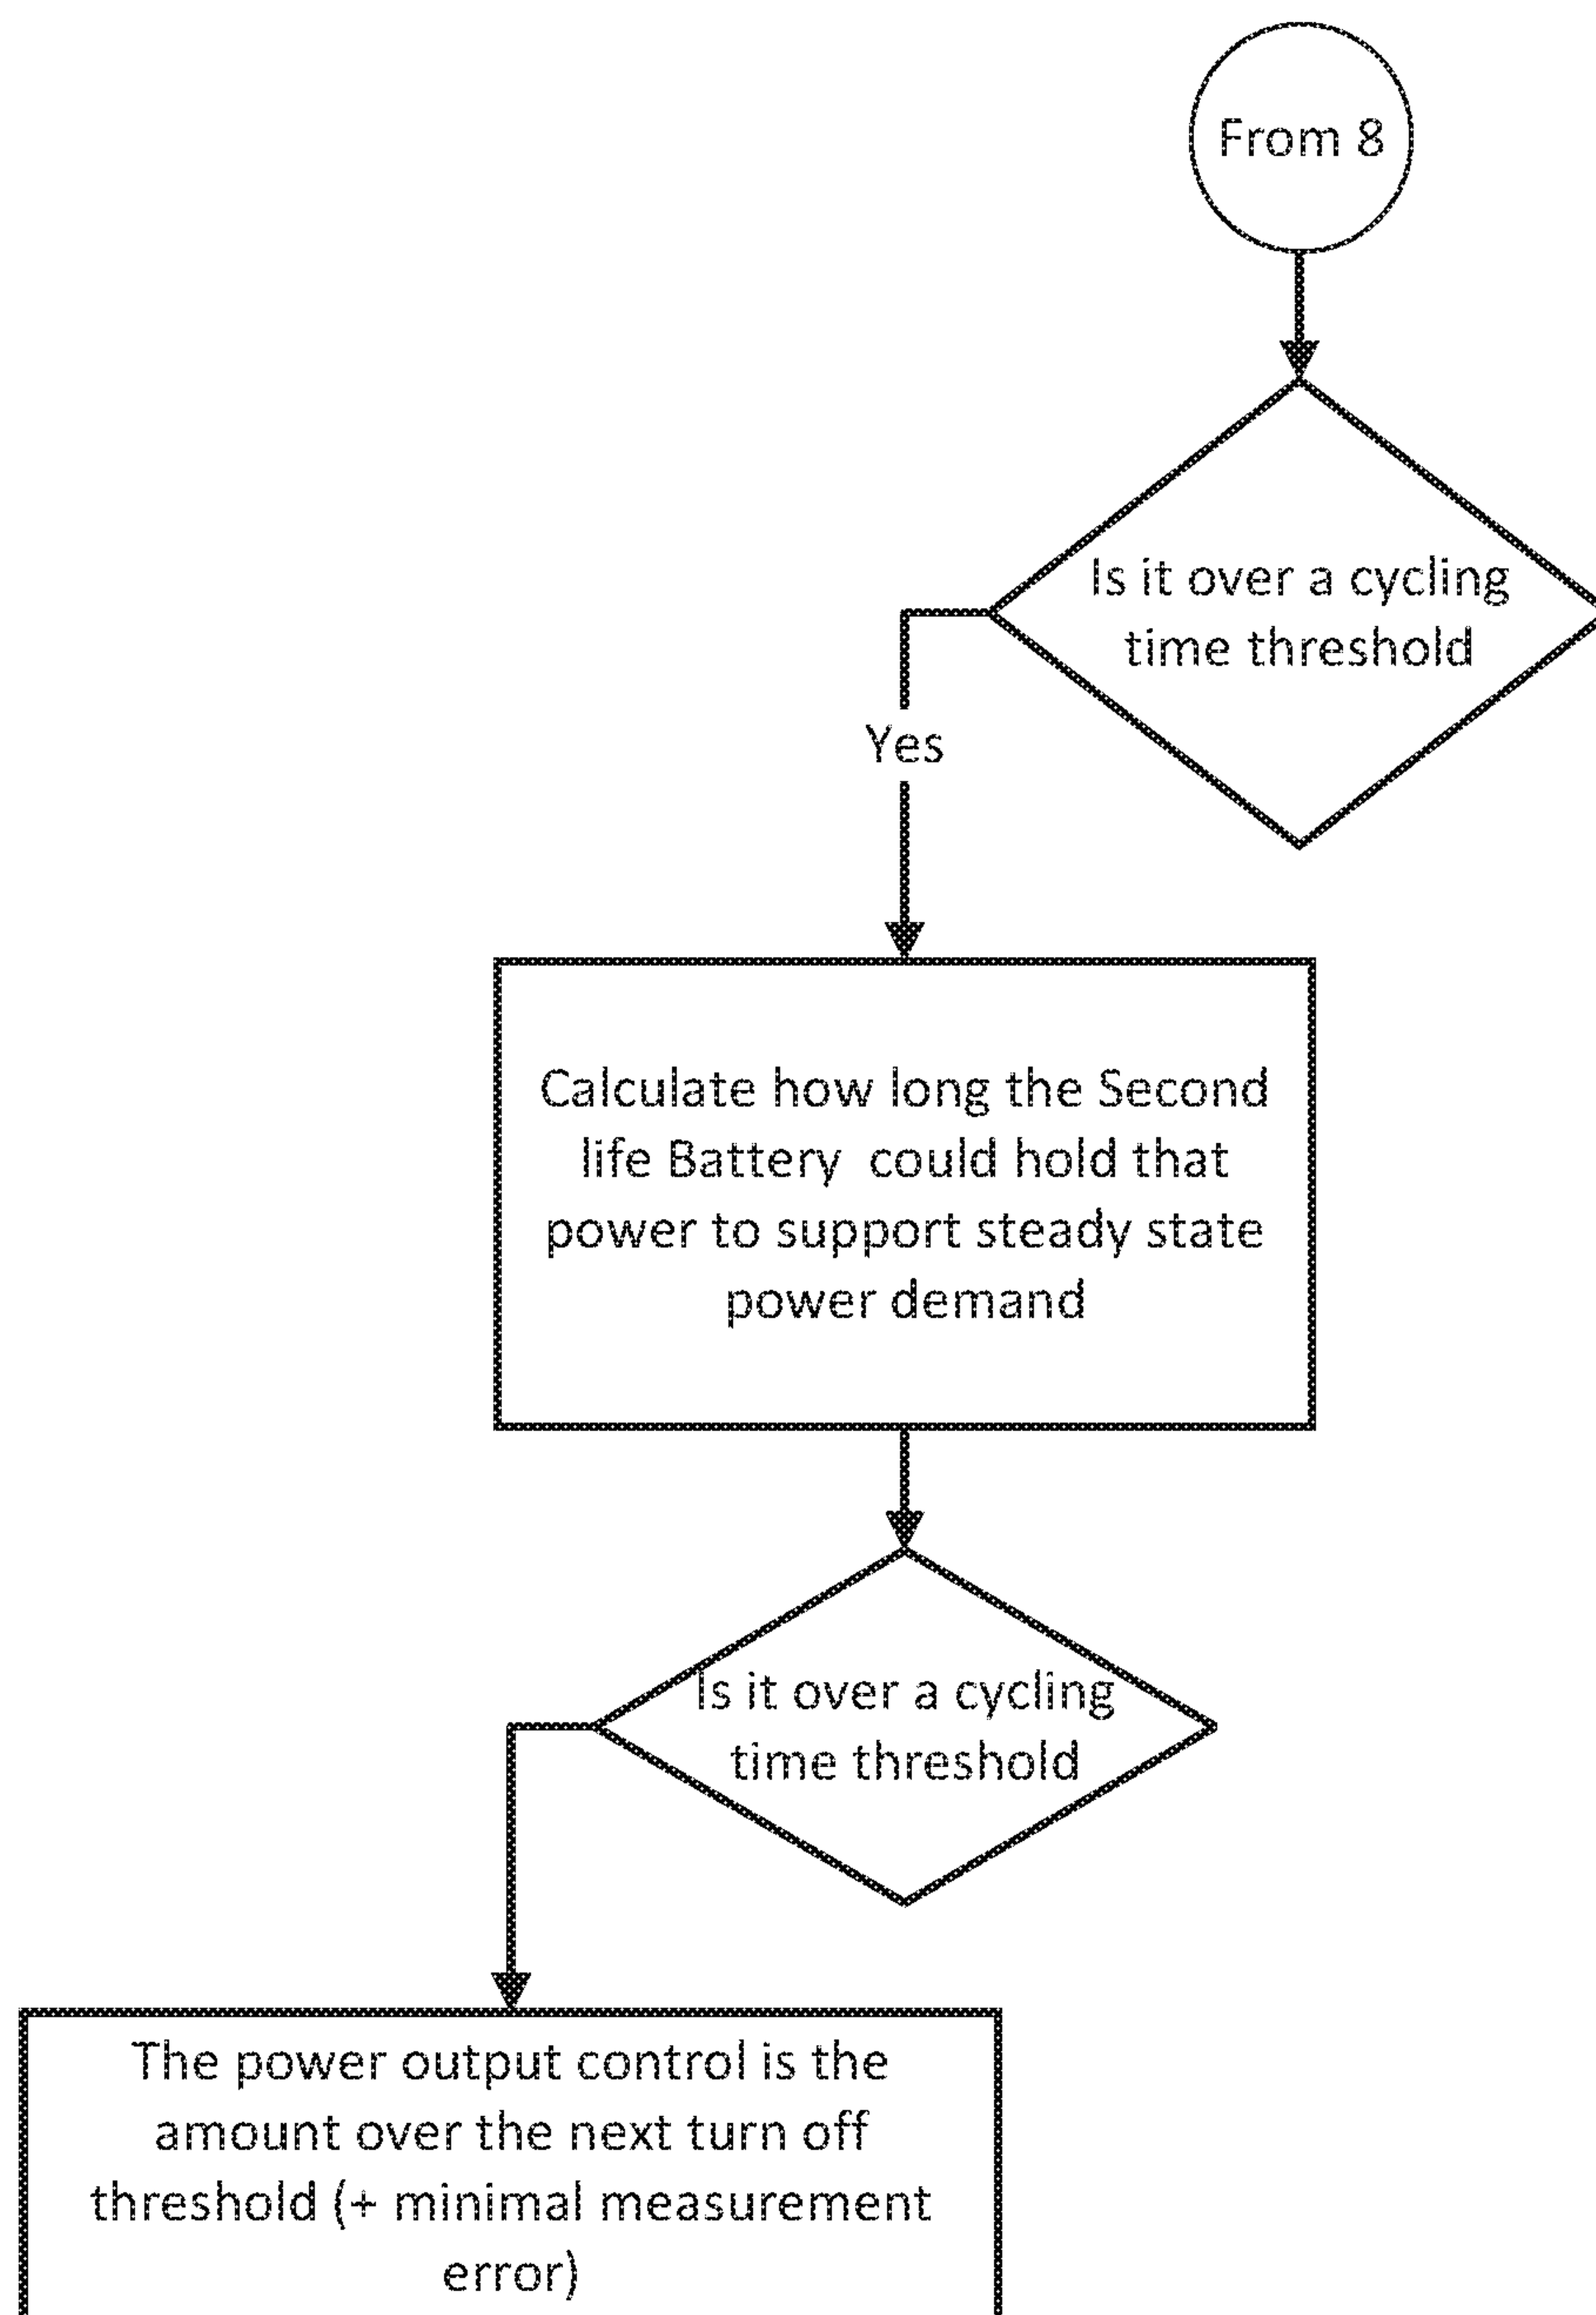 From 8
Is it over a cycling
time threshold
Yes
Calculate how long the Second
life Battery could hold that
power to support steady state
power demand
Is it over a cycling
time threshold
The power output control is the
amount over the next turn off
threshold (+ minimal measurement
error)